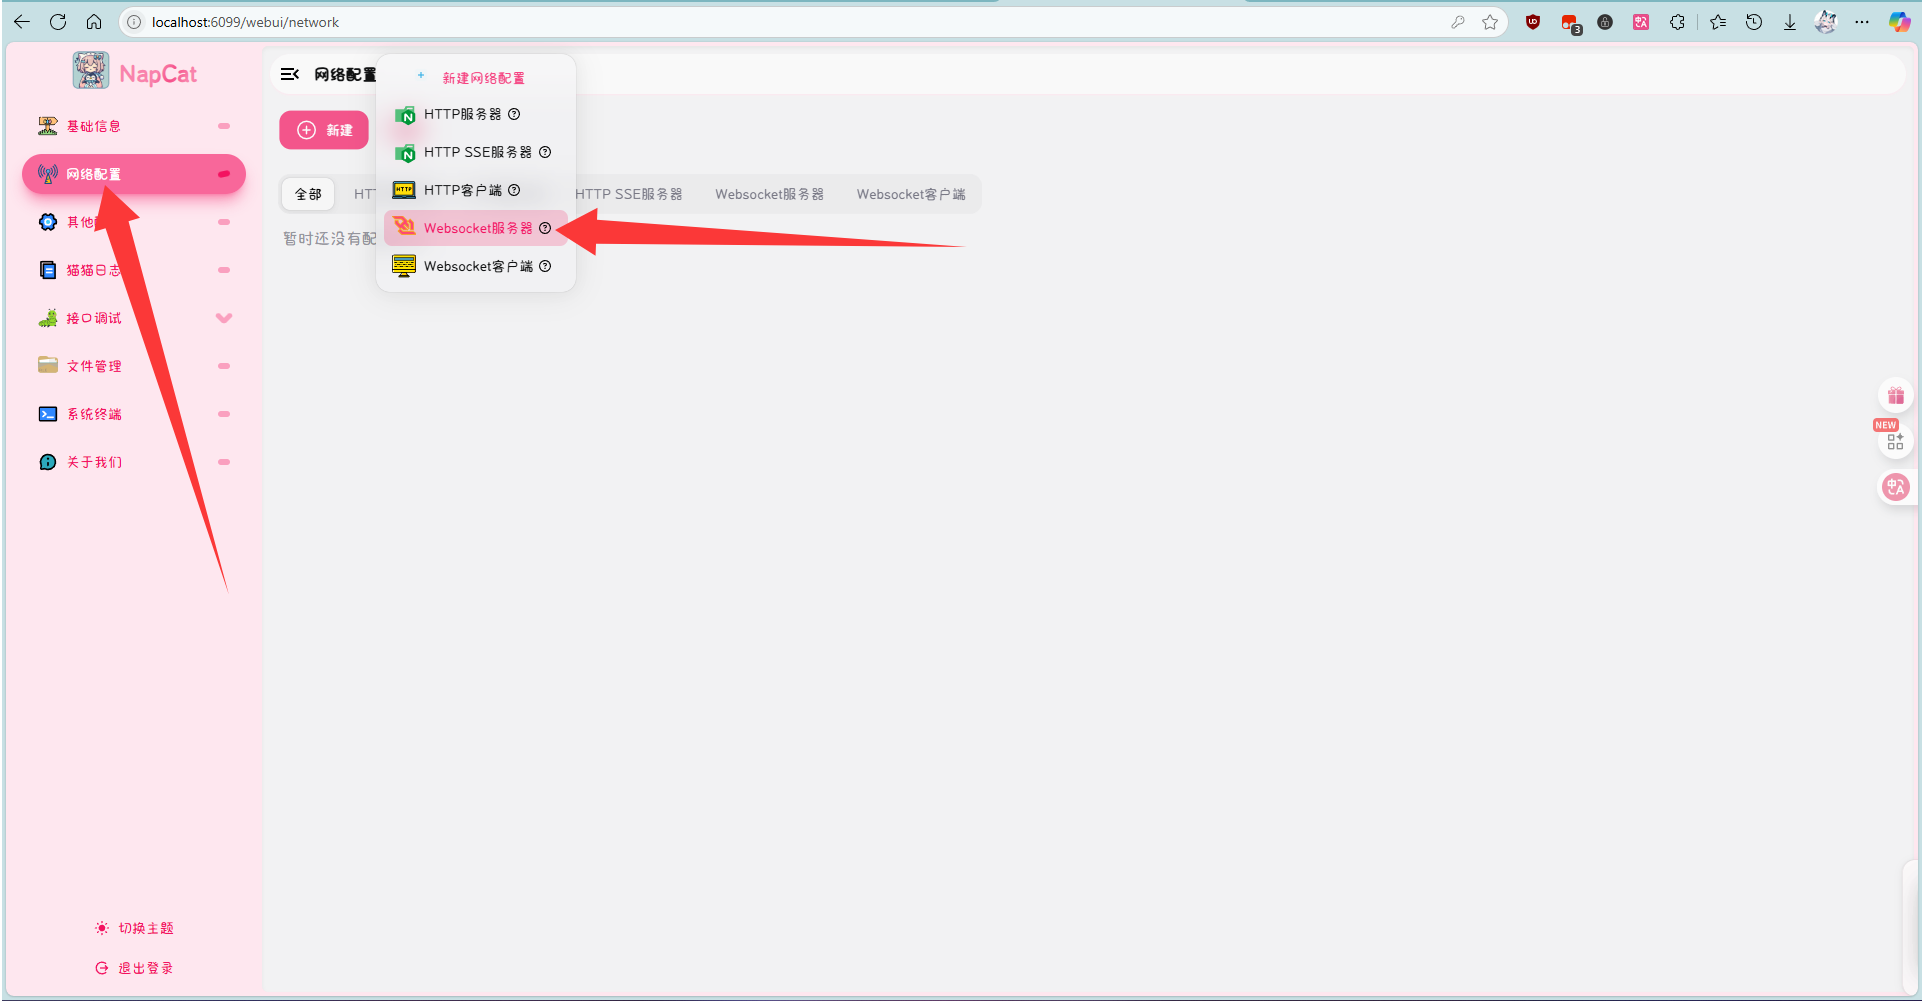 localhost:6099/webui/network
3
NapCat
基础信息
网络配置
其他
猫猫日志
接口调试
文件管理
系统终端
关于我们
切换主题
退出登录
网络配置
新建
新建网络配置
HTTP服务器
HTTP SSE服务器
HTTP客户端
Websocket服务器
Websocket客户端
全部 HTT HTTP SSE服务器 Websocket服务器 Websocket客户端
暂时还没有配
NEW